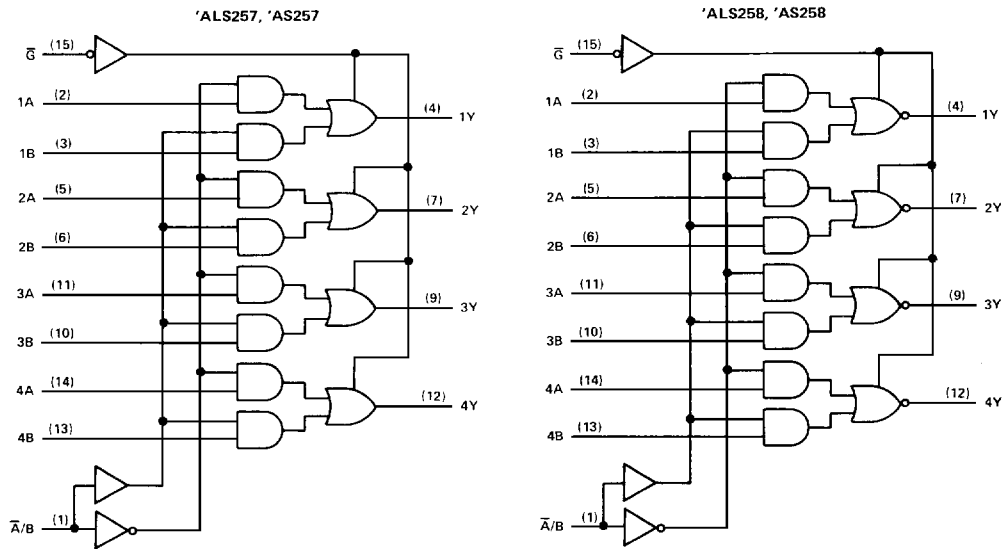 'ALS257, 'AS257
G̅ (15)
1A (2)
(4) 1Y
1B (3)
2A (5)
(7) 2Y
2B (6)
3A (11)
(9) 3Y
3B (10)
4A (14)
(12) 4Y
4B (13)
A̅/B (1)
'ALS258, 'AS258
G̅ (15)
1A (2)
(4) 1Y
1B (3)
2A (5)
(7) 2Y
2B (6)
3A (11)
(9) 3Y
3B (10)
4A (14)
(12) 4Y
4B (13)
A̅/B (1)